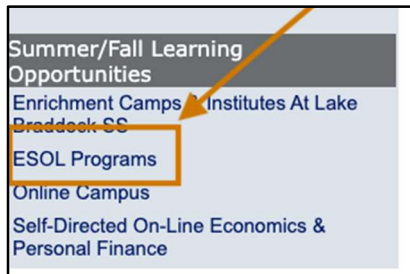 Summer/Fall Learning
Opportunities
Enrichment Camps & Institutes At Lake
Braddock SS
ESOL Programs
Online Campus
Self-Directed On-Line Economics &
Personal Finance